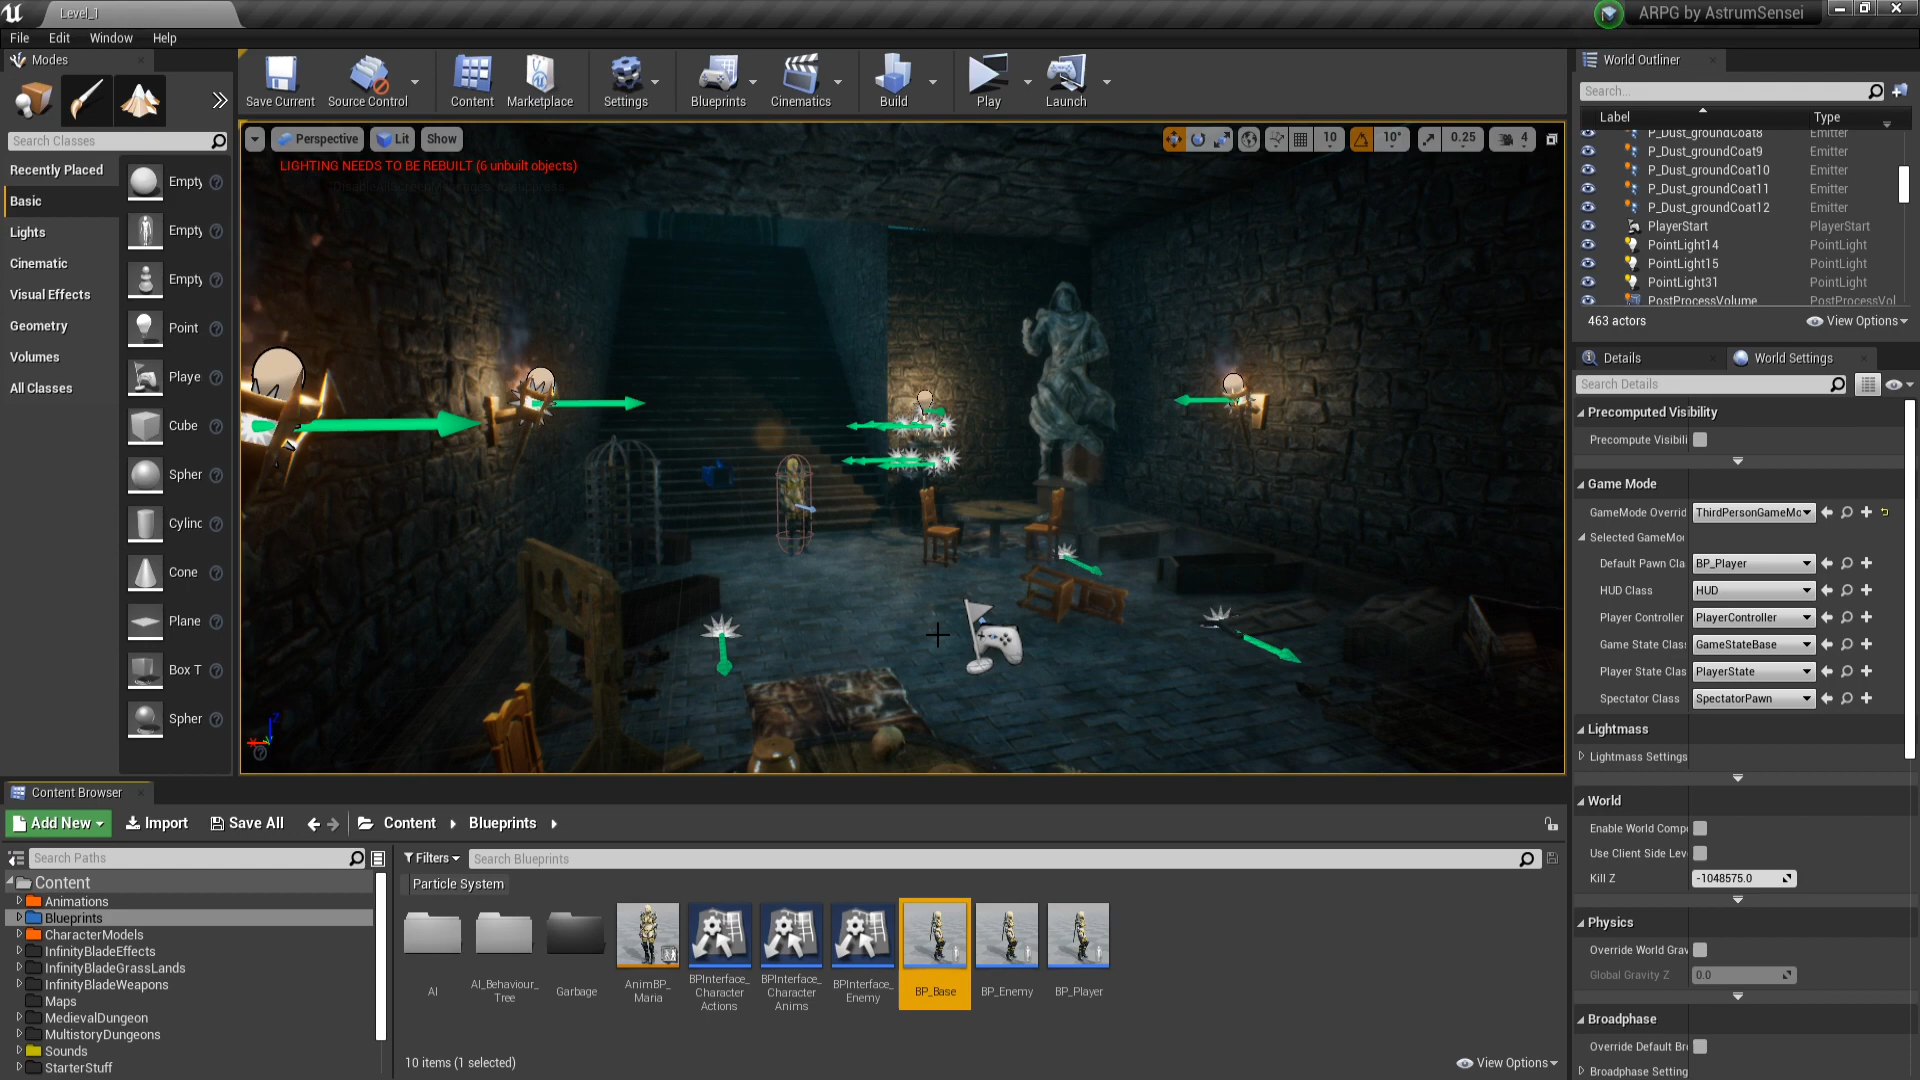 Level_1
ARPG by AstrumSensei
File Edit Window Help
Modes
Save Current Source Control Content Marketplace Settings Blueprints Cinematics Build Play Launch
Search Classes
Recently Placed
Basic
Lights
Cinematic
Visual Effects
Geometry
Volumes
All Classes
Empty
Empty
Empty
Point
Playe
Cube
Spher
Cylinc
Cone
Plane
Box T
Spher
Perspective Lit Show
10 10° 0.25 4
LIGHTING NEEDS TO BE REBUILT (6 unbuilt objects)
World Outliner
Search...
Label Type
P_Dust_groundCoat8 Emitter
P_Dust_groundCoat9 Emitter
P_Dust_groundCoat10 Emitter
P_Dust_groundCoat11 Emitter
P_Dust_groundCoat12 Emitter
PlayerStart PlayerStart
PointLight14 PointLight
PointLight15 PointLight
PointLight31 PointLight
PostProcessVolume PostProcessVol
463 actors View Options
Details World Settings
Search Details
Precomputed Visibility
Precompute Visibili
Game Mode
GameMode Overrid ThirdPersonGameMo
Selected GameMo
Default Pawn Cla BP_Player
HUD Class HUD
Player Controller PlayerController
Game State Class GameStateBase
Player State Clas PlayerState
Spectator Class SpectatorPawn
Lightmass
Lightmass Settings
World
Enable World Comp
Use Client Side Lev
Kill Z -1048575.0
Physics
Override World Grav
Global Gravity Z 0.0
Broadphase
Override Default Br
Broadphase Setting
Content Browser
Add New Import Save All Content Blueprints
Search Paths
Filters Search Blueprints
Particle System
Content
Animations
Blueprints
CharacterModels
InfinityBladeEffects
InfinityBladeGrassLands
InfinityBladeWeapons
Maps
MedievalDungeon
MultistoryDungeons
Sounds
StarterStuff
AI
AI_Behaviour_
Tree
Garbage
AnimBP_
Maria
BPInterface_
Character
Actions
BPInterface_
Character
Anims
BPInterface_
Enemy
BP_Base
BP_Enemy
BP_Player
10 items (1 selected) View Options
X
Z